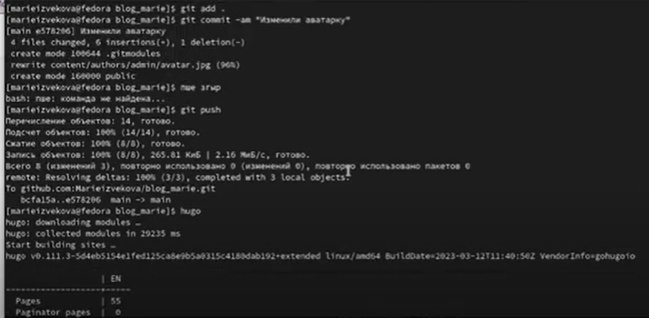 [marieizvekova@fedora blog_marie]$ git add .
[marieizvekova@fedora blog_marie]$ git commit -am "Изменили аватарку"
[main e578206] Изменили аватарку
4 files changed, 6 insertions(+), 1 deletion(-)
create mode 100644 .gitmodules
rewrite content/authors/admin/avatar.jpg (96%)
create mode 160000 public
[marieizvekova@fedora blog_marie]$ пше згыр
bash: пше: команда не найдена...
[marieizvekova@fedora blog_marie]$ git push
Перечисление объектов: 14, готово.
Подсчет объектов: 100% (14/14), готово.
Сжатие объектов: 100% (8/8), готово.
Запись объектов: 100% (8/8), 265.81 КиБ | 2.16 МиБ/с, готово.
Всего 8 (изменений 3), повторно использовано 0 (изменений 0), повторно использовано пакетов 0
remote: Resolving deltas: 100% (3/3), completed with 3 local objects.
To github.com:Marieizvekova/blog_marie.git
bcfa15a..e578206 main -> main
[marieizvekova@fedora blog_marie]$ hugo
hugo: downloading modules …
hugo: collected modules in 29235 ms
Start building sites …
hugo v0.111.3-5d4eb5154e1fed125ca8e9b5a0315c4180dab192+extended linux/amd64 BuildDate=2023-03-12T11:40:50Z VendorInfo=gohugoio
| EN
-------------------+-----
Pages | 55
Paginator pages | 0